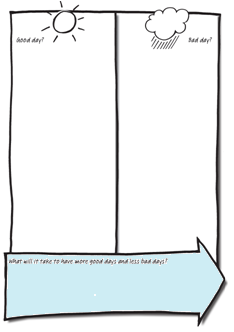 Good day?
Bad day?
What will it take to have more good days and less bad days?